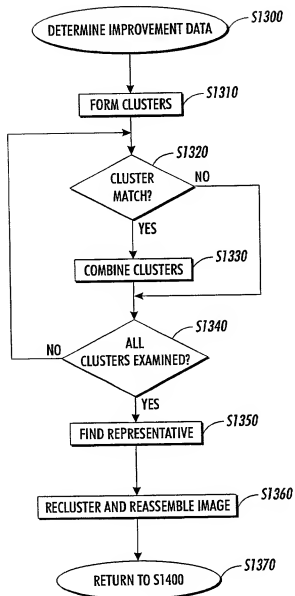 DETERMINE IMPROVEMENT DATA
S1300
FORM CLUSTERS
S1310
S1320
CLUSTER
MATCH?
NO
YES
COMBINE CLUSTERS
S1330
S1340
ALL
CLUSTERS EXAMINED?
NO
YES
FIND REPRESENTATIVE
S1350
RECLUSTER AND REASSEMBLE IMAGE
S1360
RETURN TO S1400
S1370